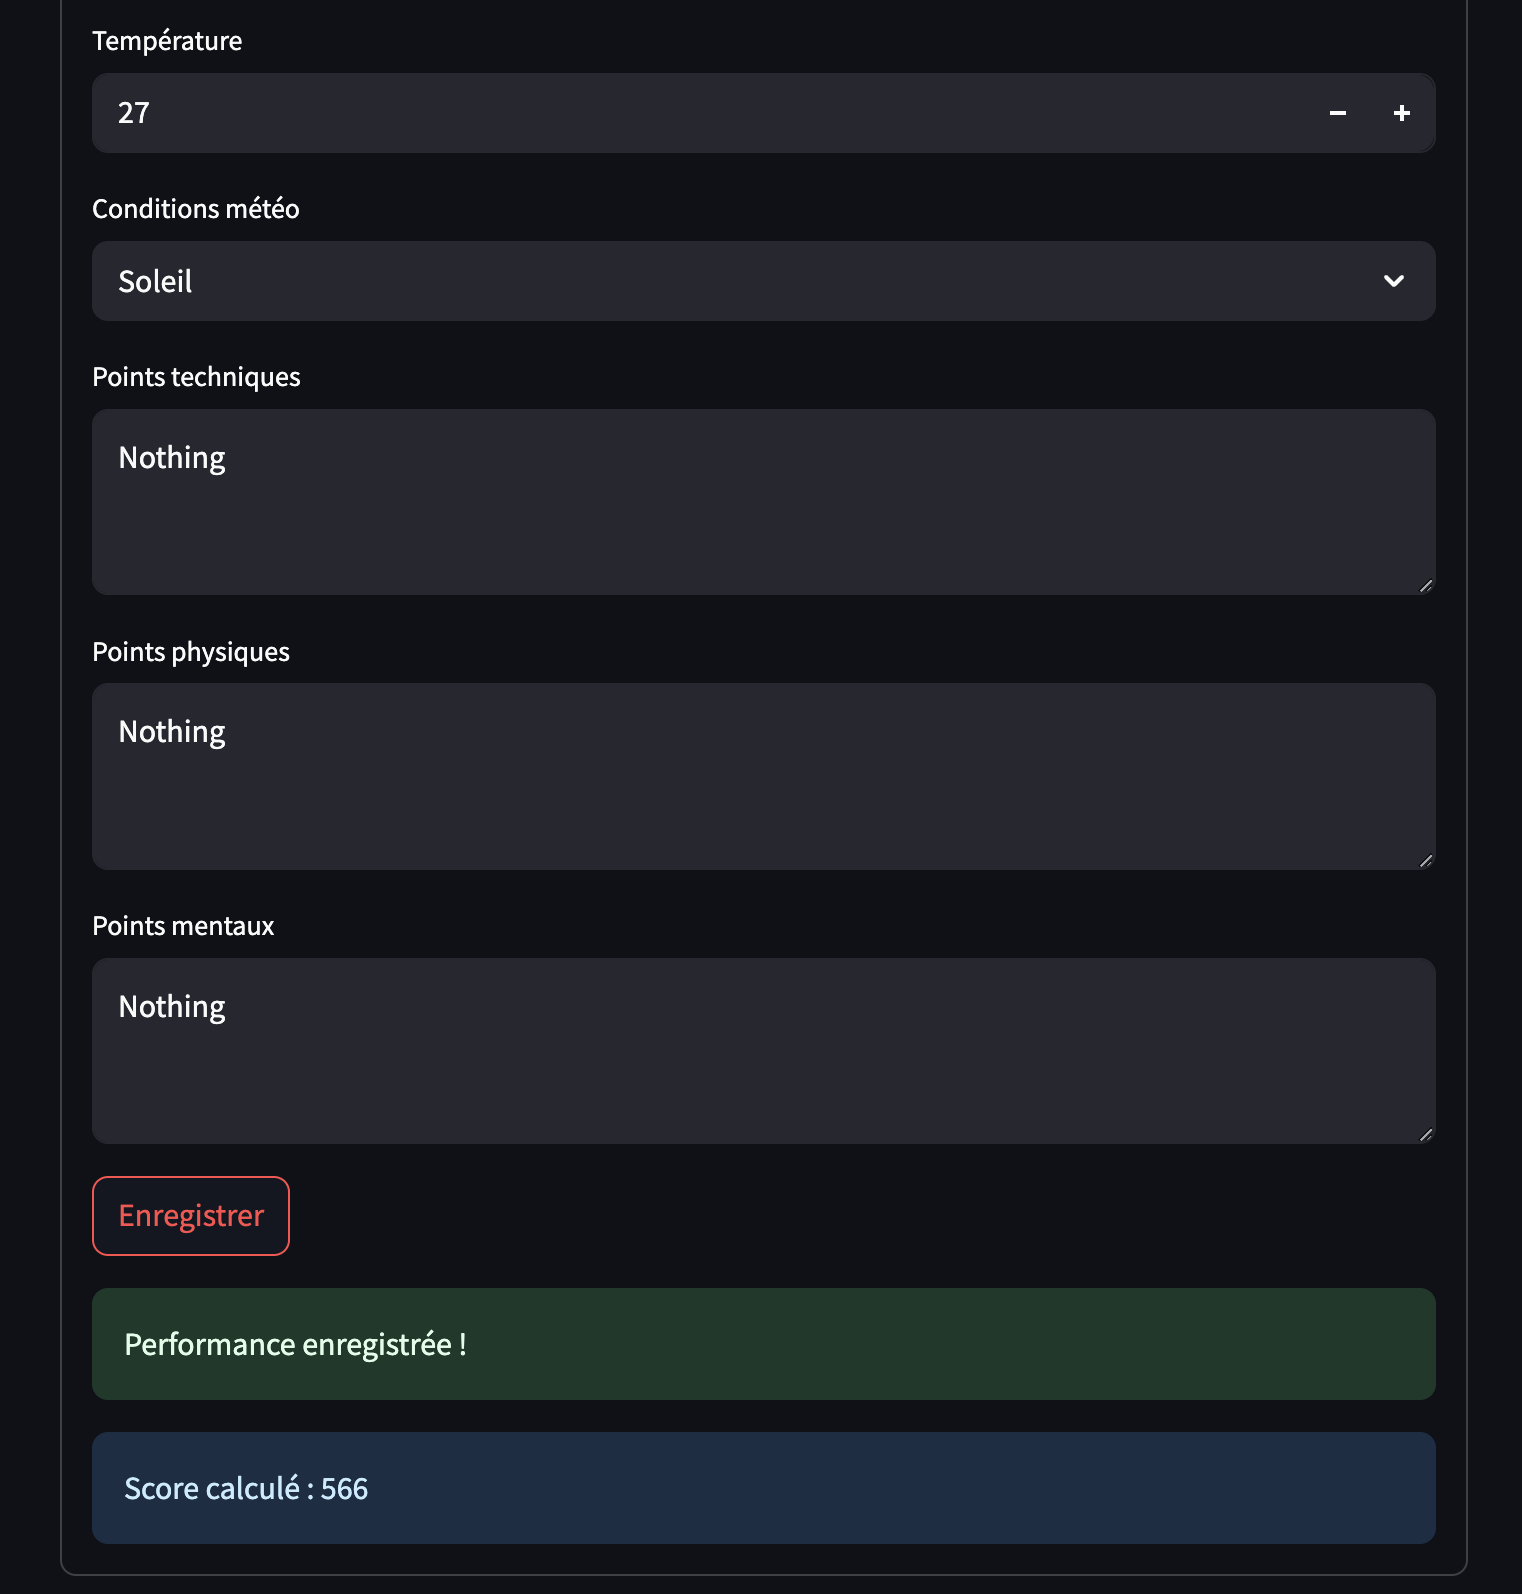 Température
27
Conditions météo
Soleil
Points techniques
Nothing
Points physiques
Nothing
Points mentaux
Nothing
Enregistrer
Performance enregistrée !
Score calculé : 566